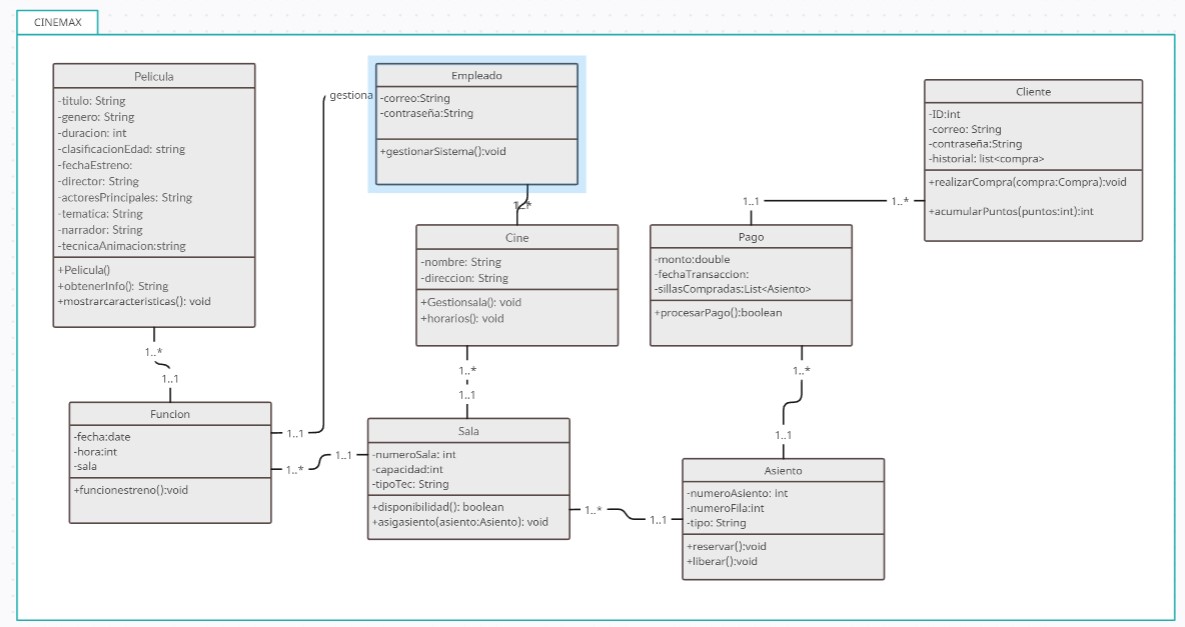 CINEMAX
Pelicula
-titulo: String
-genero: String
-duracion: int
-clasificacionEdad: string
-fechaEstreno:
-director: String
-actoresPrincipales: String
-tematica: String
-narrador: String
-tecnicaAnimacion:string
+Pelicula()
+obtenerInfo(): String
+mostrarcaracteristicas(): void
gestiona
Empleado
-correo:String
-contraseña:String
+gestionarSistema():void
Cine
-nombre: String
-direccion: String
+Gestionsala(): void
+horarios(): void
Cliente
-ID:int
-correo: String
-contraseña:String
-historial: list<compra>
+realizarCompra(compra:Compra):void
+acumularPuntos(puntos:int):int
1..1
1..*
Pago
-monto:double
-fechaTransaccion:
-sillasCompradas:List<Asiento>
+procesarPago():boolean
1..*
1..1
1..*
1..1
1..*
1..1
Funcion
-fecha:date
-hora:int
-sala
+funcionestreno():void
1..1
1..*
1..1
Sala
-numeroSala: int
-capacidad:int
-tipoTec: String
+disponibilidad(): boolean
+asigasiento(asiento:Asiento): void
1..*
1..1
Asiento
-numeroAsiento: int
-numeroFila:int
-tipo: String
+reservar():void
+liberar():void